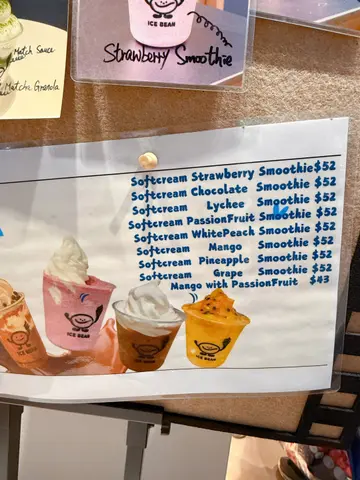 Match Sauce
Matcha Granola
ICE BEAN
Strawberry Smoothie
Softcream Strawberry Smoothie $52
Softcream Chocolate Smoothie $52
Softcream Lychee Smoothie $52
Softcream PassionFruit Smoothie $52
Softcream WhitePeach Smoothie $52
Softcream Mango Smoothie $52
Softcream Pineapple Smoothie $52
Softcream Grape Smoothie $52
Mango with PassionFruit $43
ICE BEAN
ICE BEAN
ICE BEAN